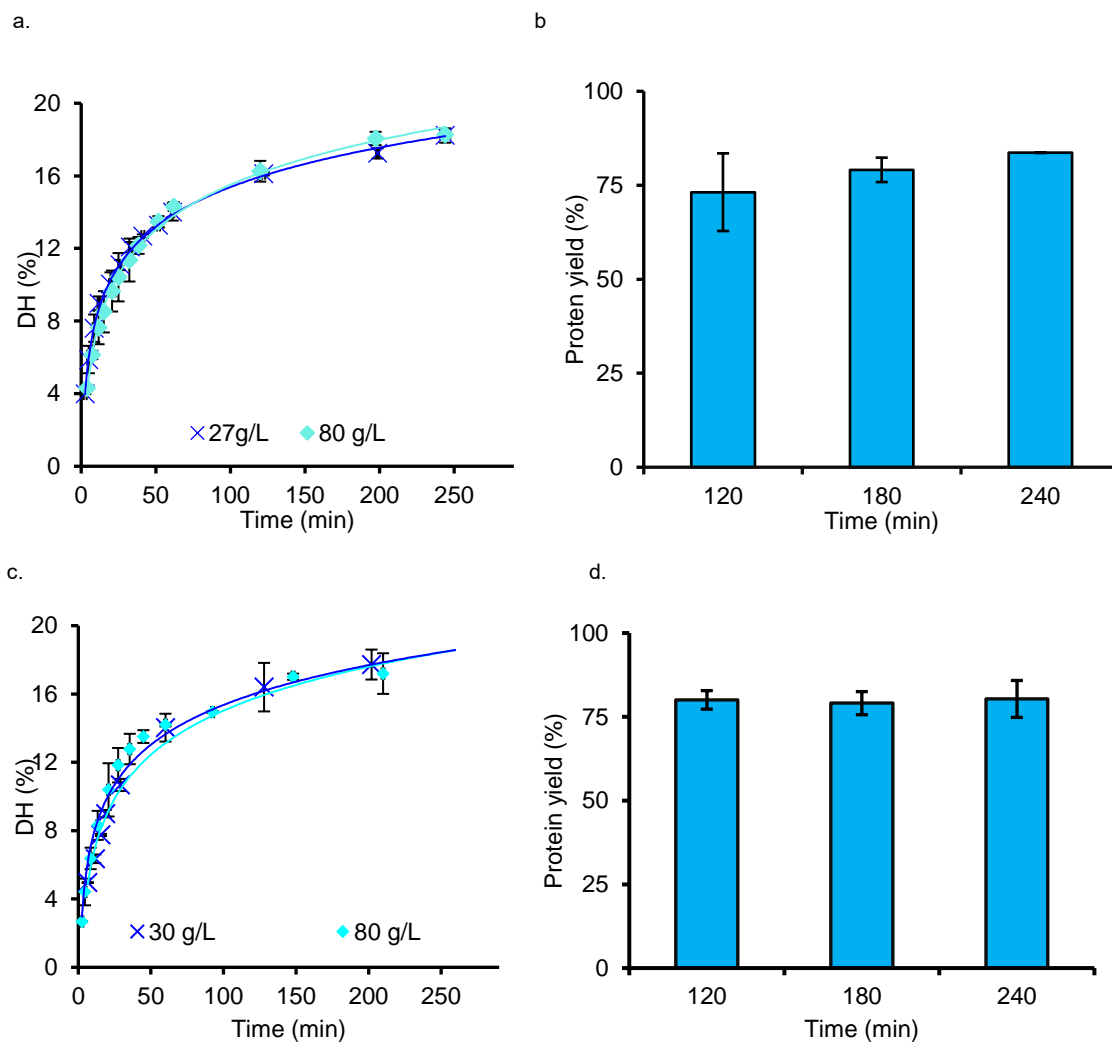 a.
b
20
16
12
8
4
0
DH (%)
27g/L
80 g/L
0 50 100 150 200 250
Time (min)
100
75
50
25
0
Proten yield (%)
120 180 240
Time (min)
c.
d.
20
16
12
8
4
0
DH (%)
30 g/L
80 g/L
0 50 100 150 200 250
Time (min)
100
75
50
25
0
Protein yield (%)
120 180 240
Time (min)